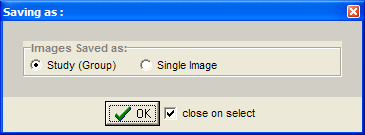 Saving as :
Images Saved as:
Study (Group) Single Image
OK close on select